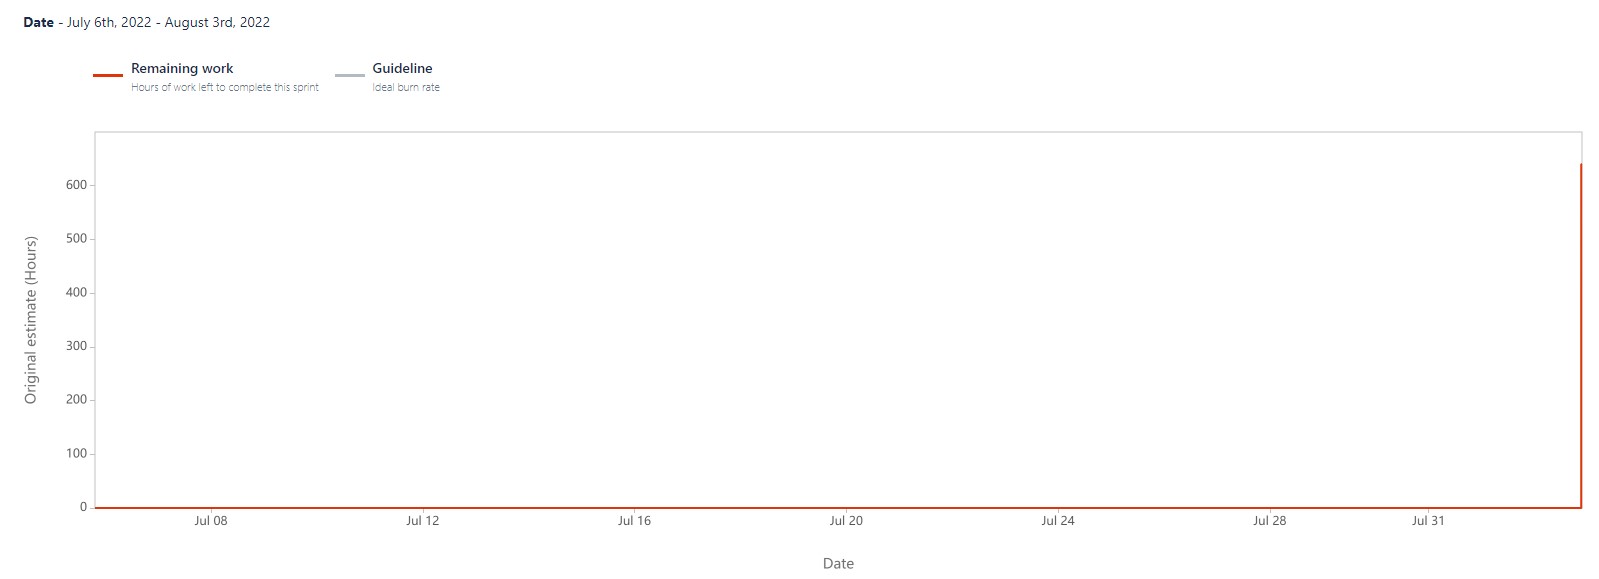 Date - July 6th, 2022 - August 3rd, 2022
Remaining work
Hours of work left to complete this sprint
Guideline
Ideal burn rate
Original estimate (Hours)
600
500
400
300
200
100
0
Jul 08 Jul 12 Jul 16 Jul 20 Jul 24 Jul 28 Jul 31
Date